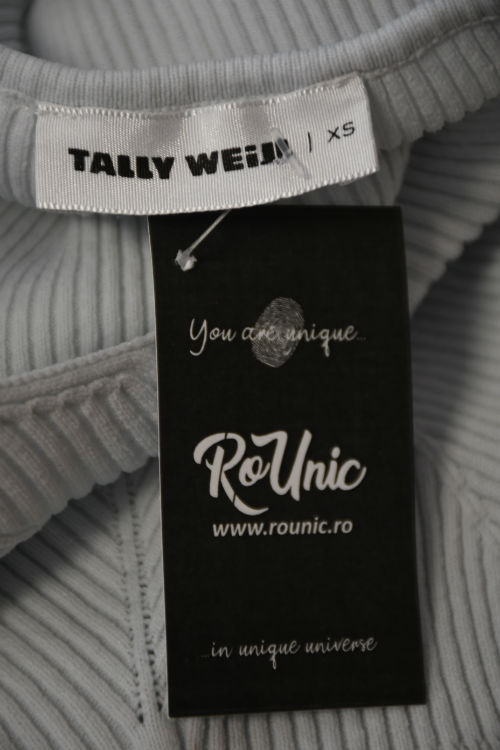 TALLY WEiJL | XS
You are unique...
RoUnic
www.rounic.ro
...in unique universe